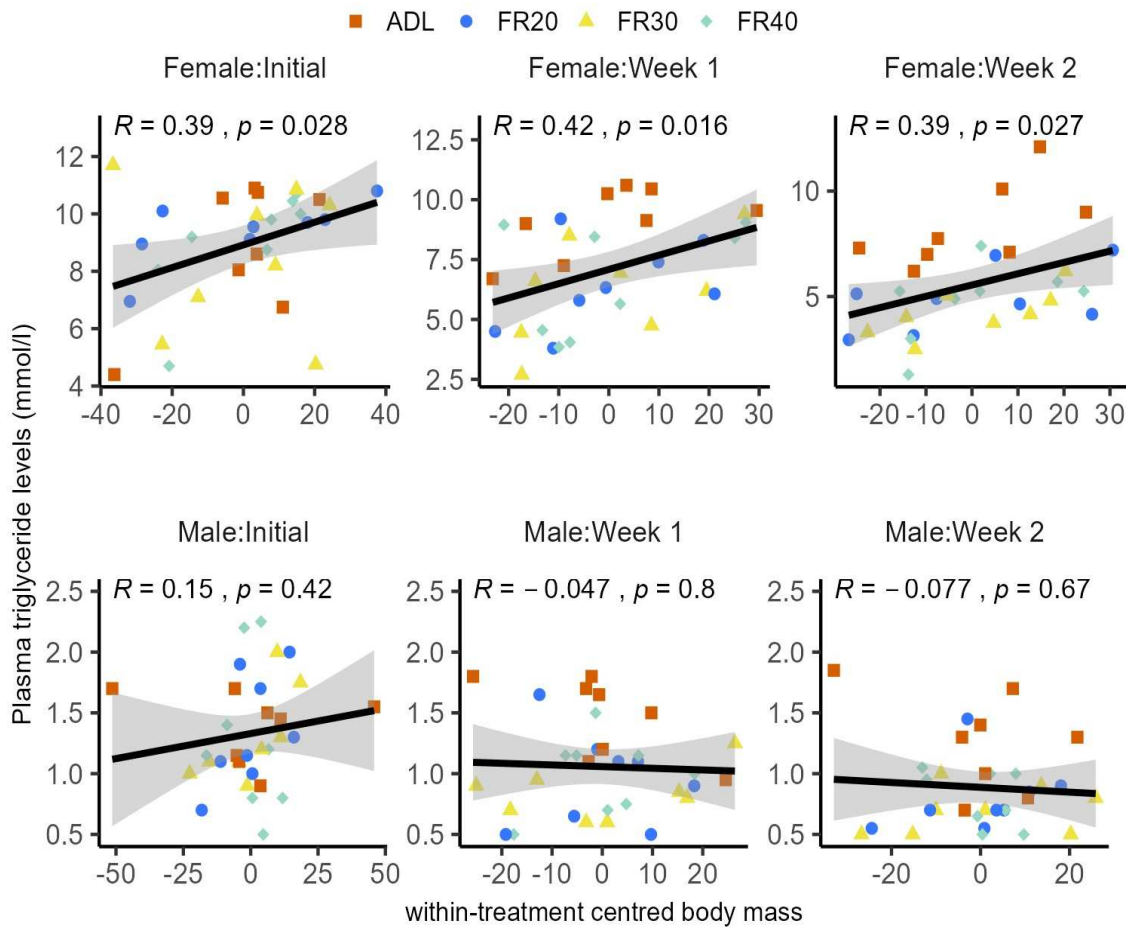 ADL FR20 FR30 FR40
Female:Initial Female:Week 1 Female:Week 2
R = 0.39 , p = 0.028 R = 0.42 , p = 0.016 R = 0.39 , p = 0.027
12 10 8 6 4
-40 -20 0 20 40
12.5 10.0 7.5 5.0 2.5
-20 -10 0 10 20 30
10 5
-20 -10 0 10 20 30
Plasma triglyceride levels (mmol/l)
Male:Initial Male:Week 1 Male:Week 2
R = 0.15 , p = 0.42 R = − 0.047 , p = 0.8 R = − 0.077 , p = 0.67
2.5 2.0 1.5 1.0 0.5
-50 -25 0 25 50
2.5 2.0 1.5 1.0 0.5
-20 -10 0 10 20
2.5 2.0 1.5 1.0 0.5
-20 0 20
within-treatment centred body mass